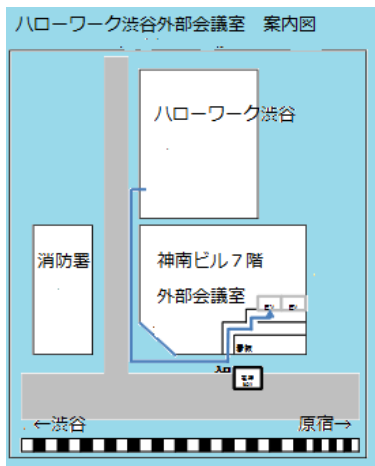 ハローワーク渋谷外部会議室　案内図
ハローワーク渋谷
消防署
神南ビル７階
外部会議室
入口
←渋谷
原宿→